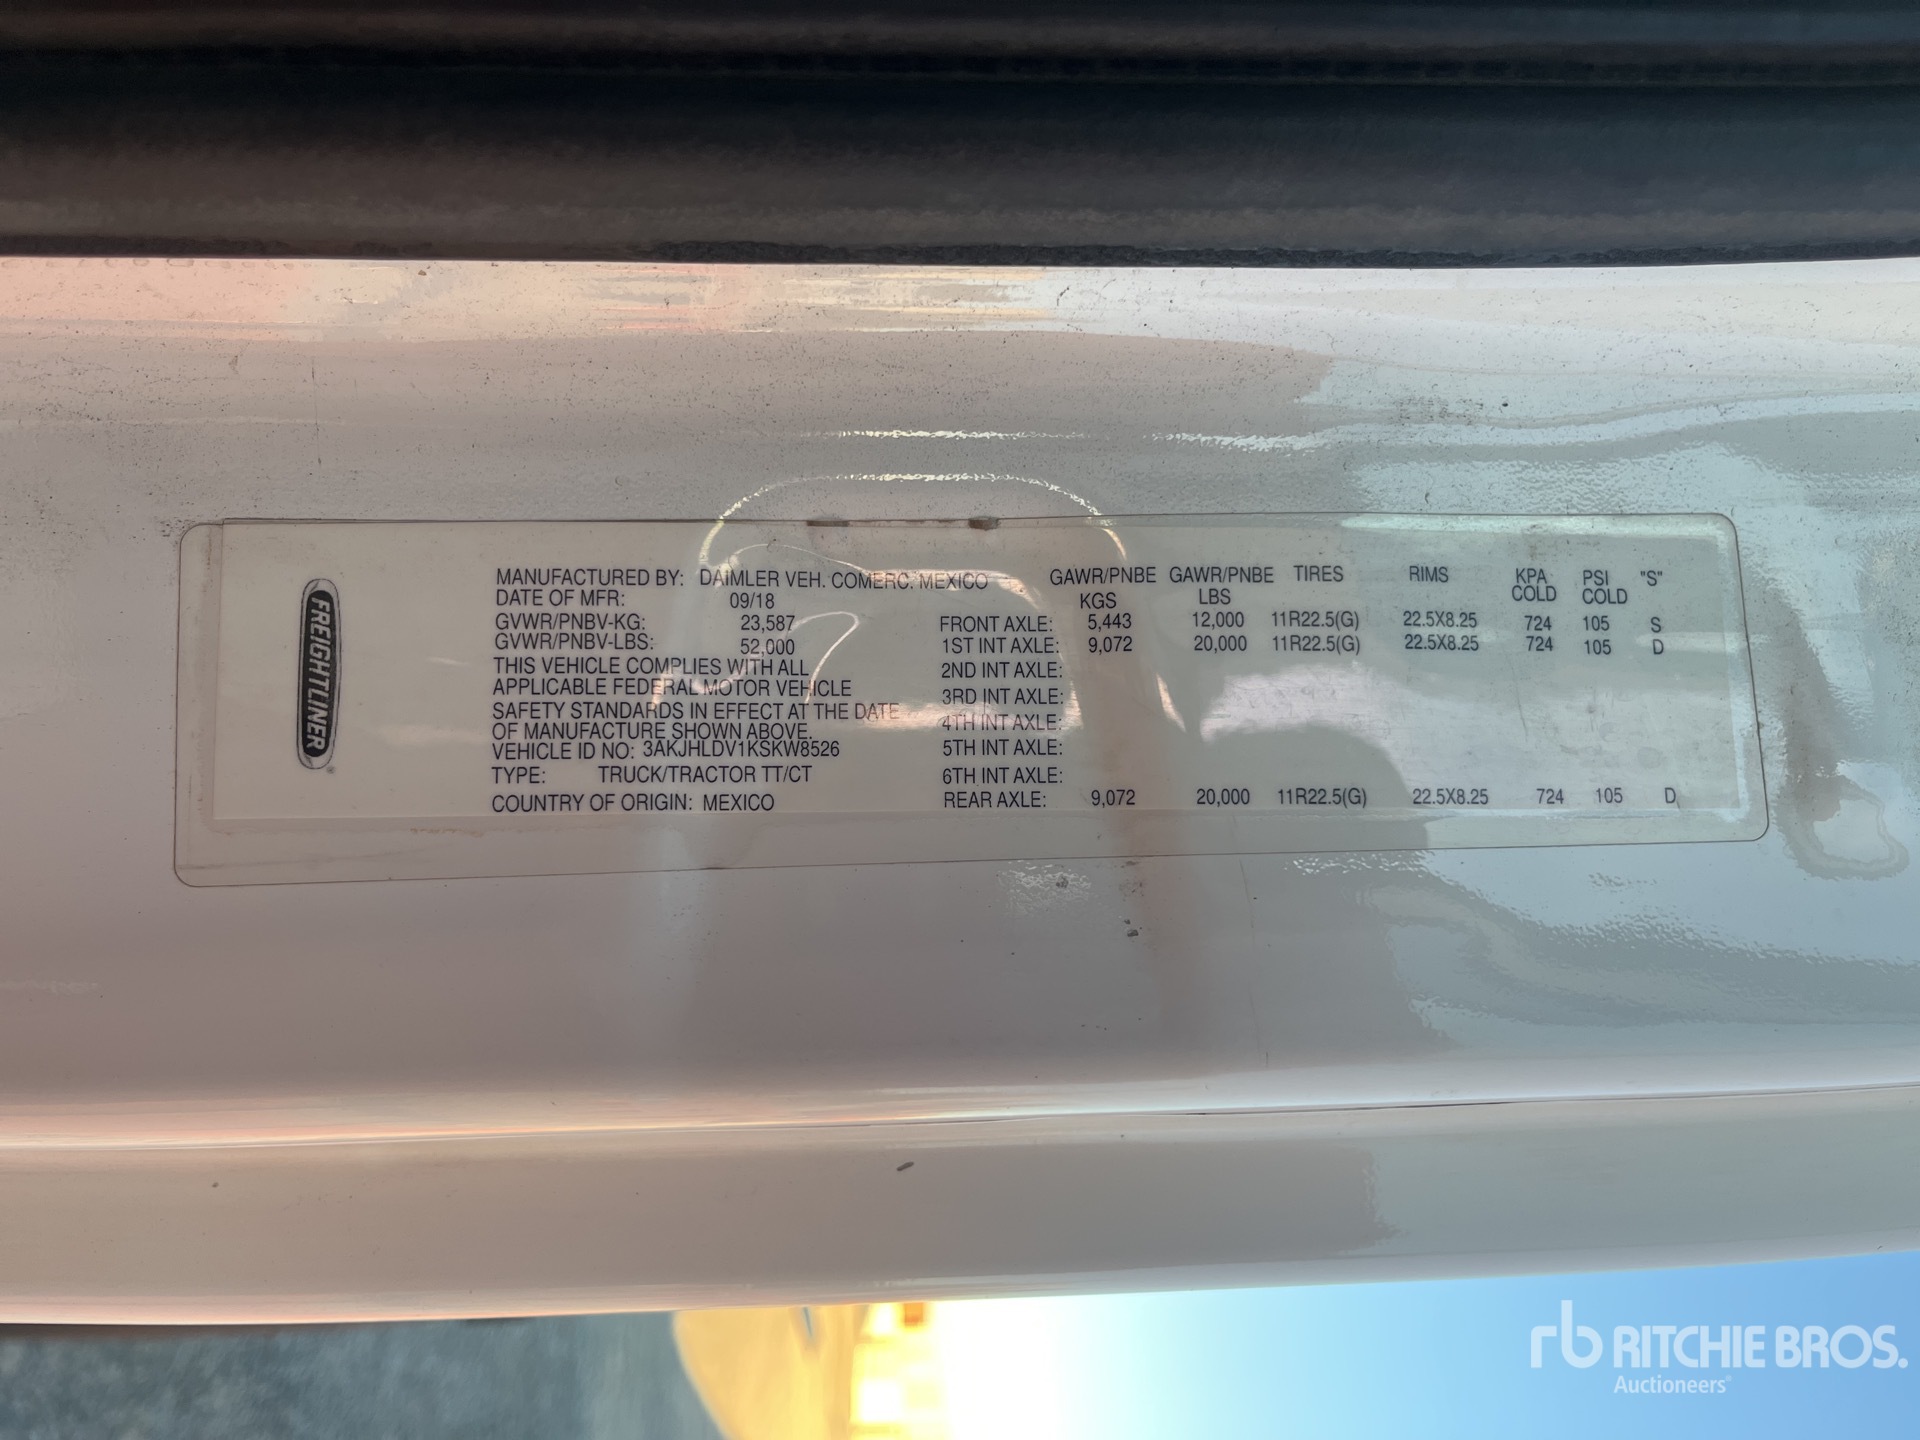 FREIGHTLINER®
MANUFACTURED BY: DAIMLER VEH. COMERC. MEXICO
DATE OF MFR: 09/18
GVWR/PNBV-KG: 23,587
GVWR/PNBV-LBS: 52,000
THIS VEHICLE COMPLIES WITH ALL
APPLICABLE FEDERAL MOTOR VEHICLE
SAFETY STANDARDS IN EFFECT AT THE DATE
OF MANUFACTURE SHOWN ABOVE.
VEHICLE ID NO: 3AKJHLDV1KSKW8526
TYPE: TRUCK/TRACTOR TT/CT
COUNTRY OF ORIGIN: MEXICO
GAWR/PNBE GAWR/PNBE TIRES RIMS KPA PSI "S"
KGS LBS COLD COLD
FRONT AXLE: 5,443 12,000 11R22.5(G) 22.5X8.25 724 105 S
1ST INT AXLE: 9,072 20,000 11R22.5(G) 22.5X8.25 724 105 D
2ND INT AXLE:
3RD INT AXLE:
4TH INT AXLE:
5TH INT AXLE:
6TH INT AXLE:
REAR AXLE: 9,072 20,000 11R22.5(G) 22.5X8.25 724 105 D
rb RITCHIE BROS.
Auctioneers®